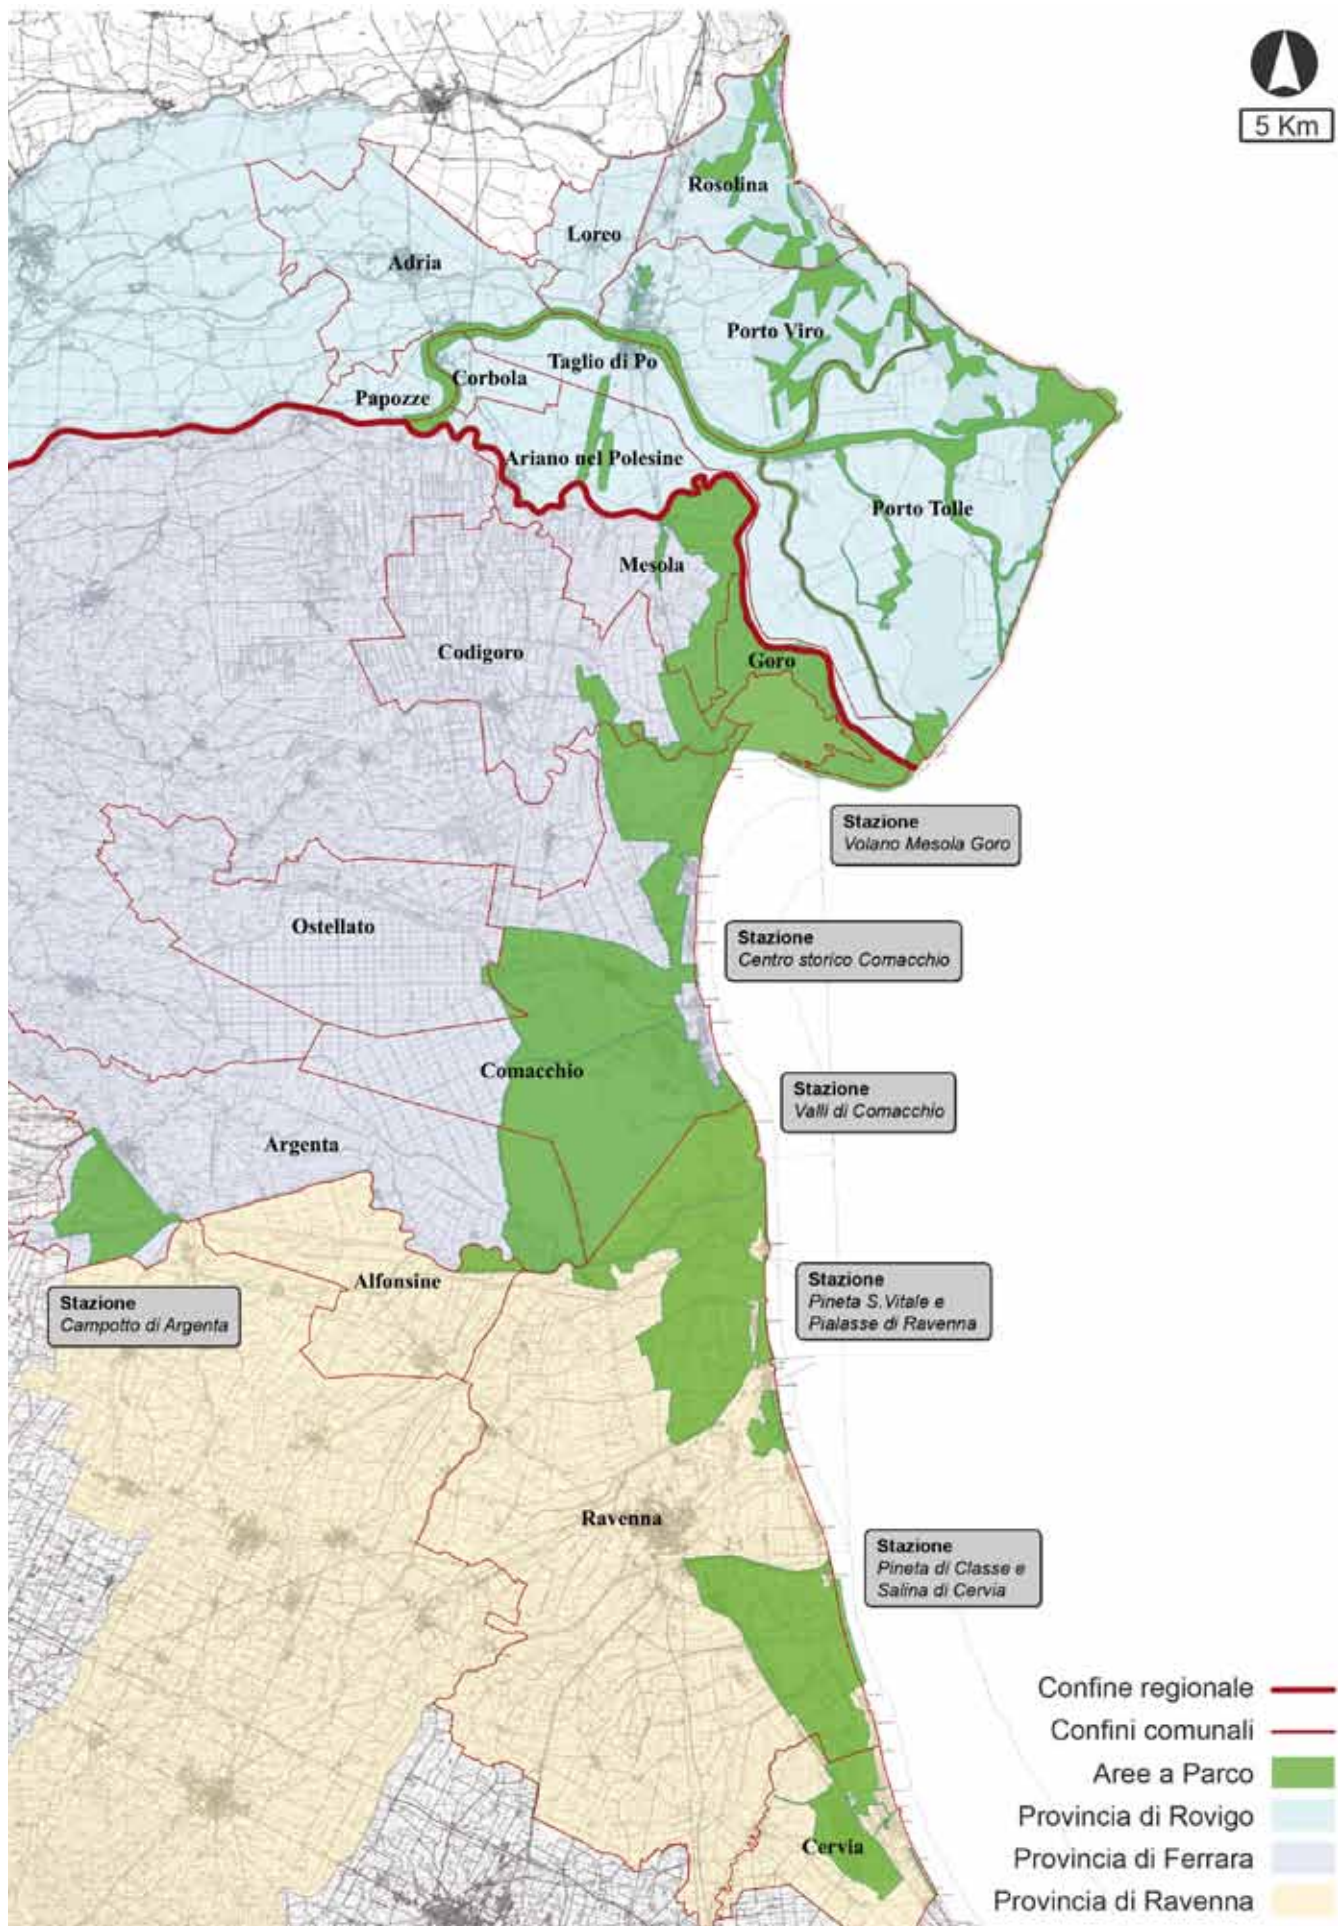 5 Km
Rosolina
Loreo
Adria
Porto Viro
Taglio di Po
Corbola
Papozze
Ariano nel Polesine
Porto Tolle
Mesola
Codigoro
Goro
Stazione
Volano Mesola Goro
Ostellato
Stazione
Centro storico Comacchio
Comacchio
Stazione
Valli di Comacchio
Argenta
Alfonsine
Stazione
Pineta S.Vitale e
Pialasse di Ravenna
Stazione
Campotto di Argenta
Ravenna
Stazione
Pineta di Classe e
Salina di Cervia
Cervia
Confine regionale
Confini comunali
Aree a Parco
Provincia di Rovigo
Provincia di Ferrara
Provincia di Ravenna